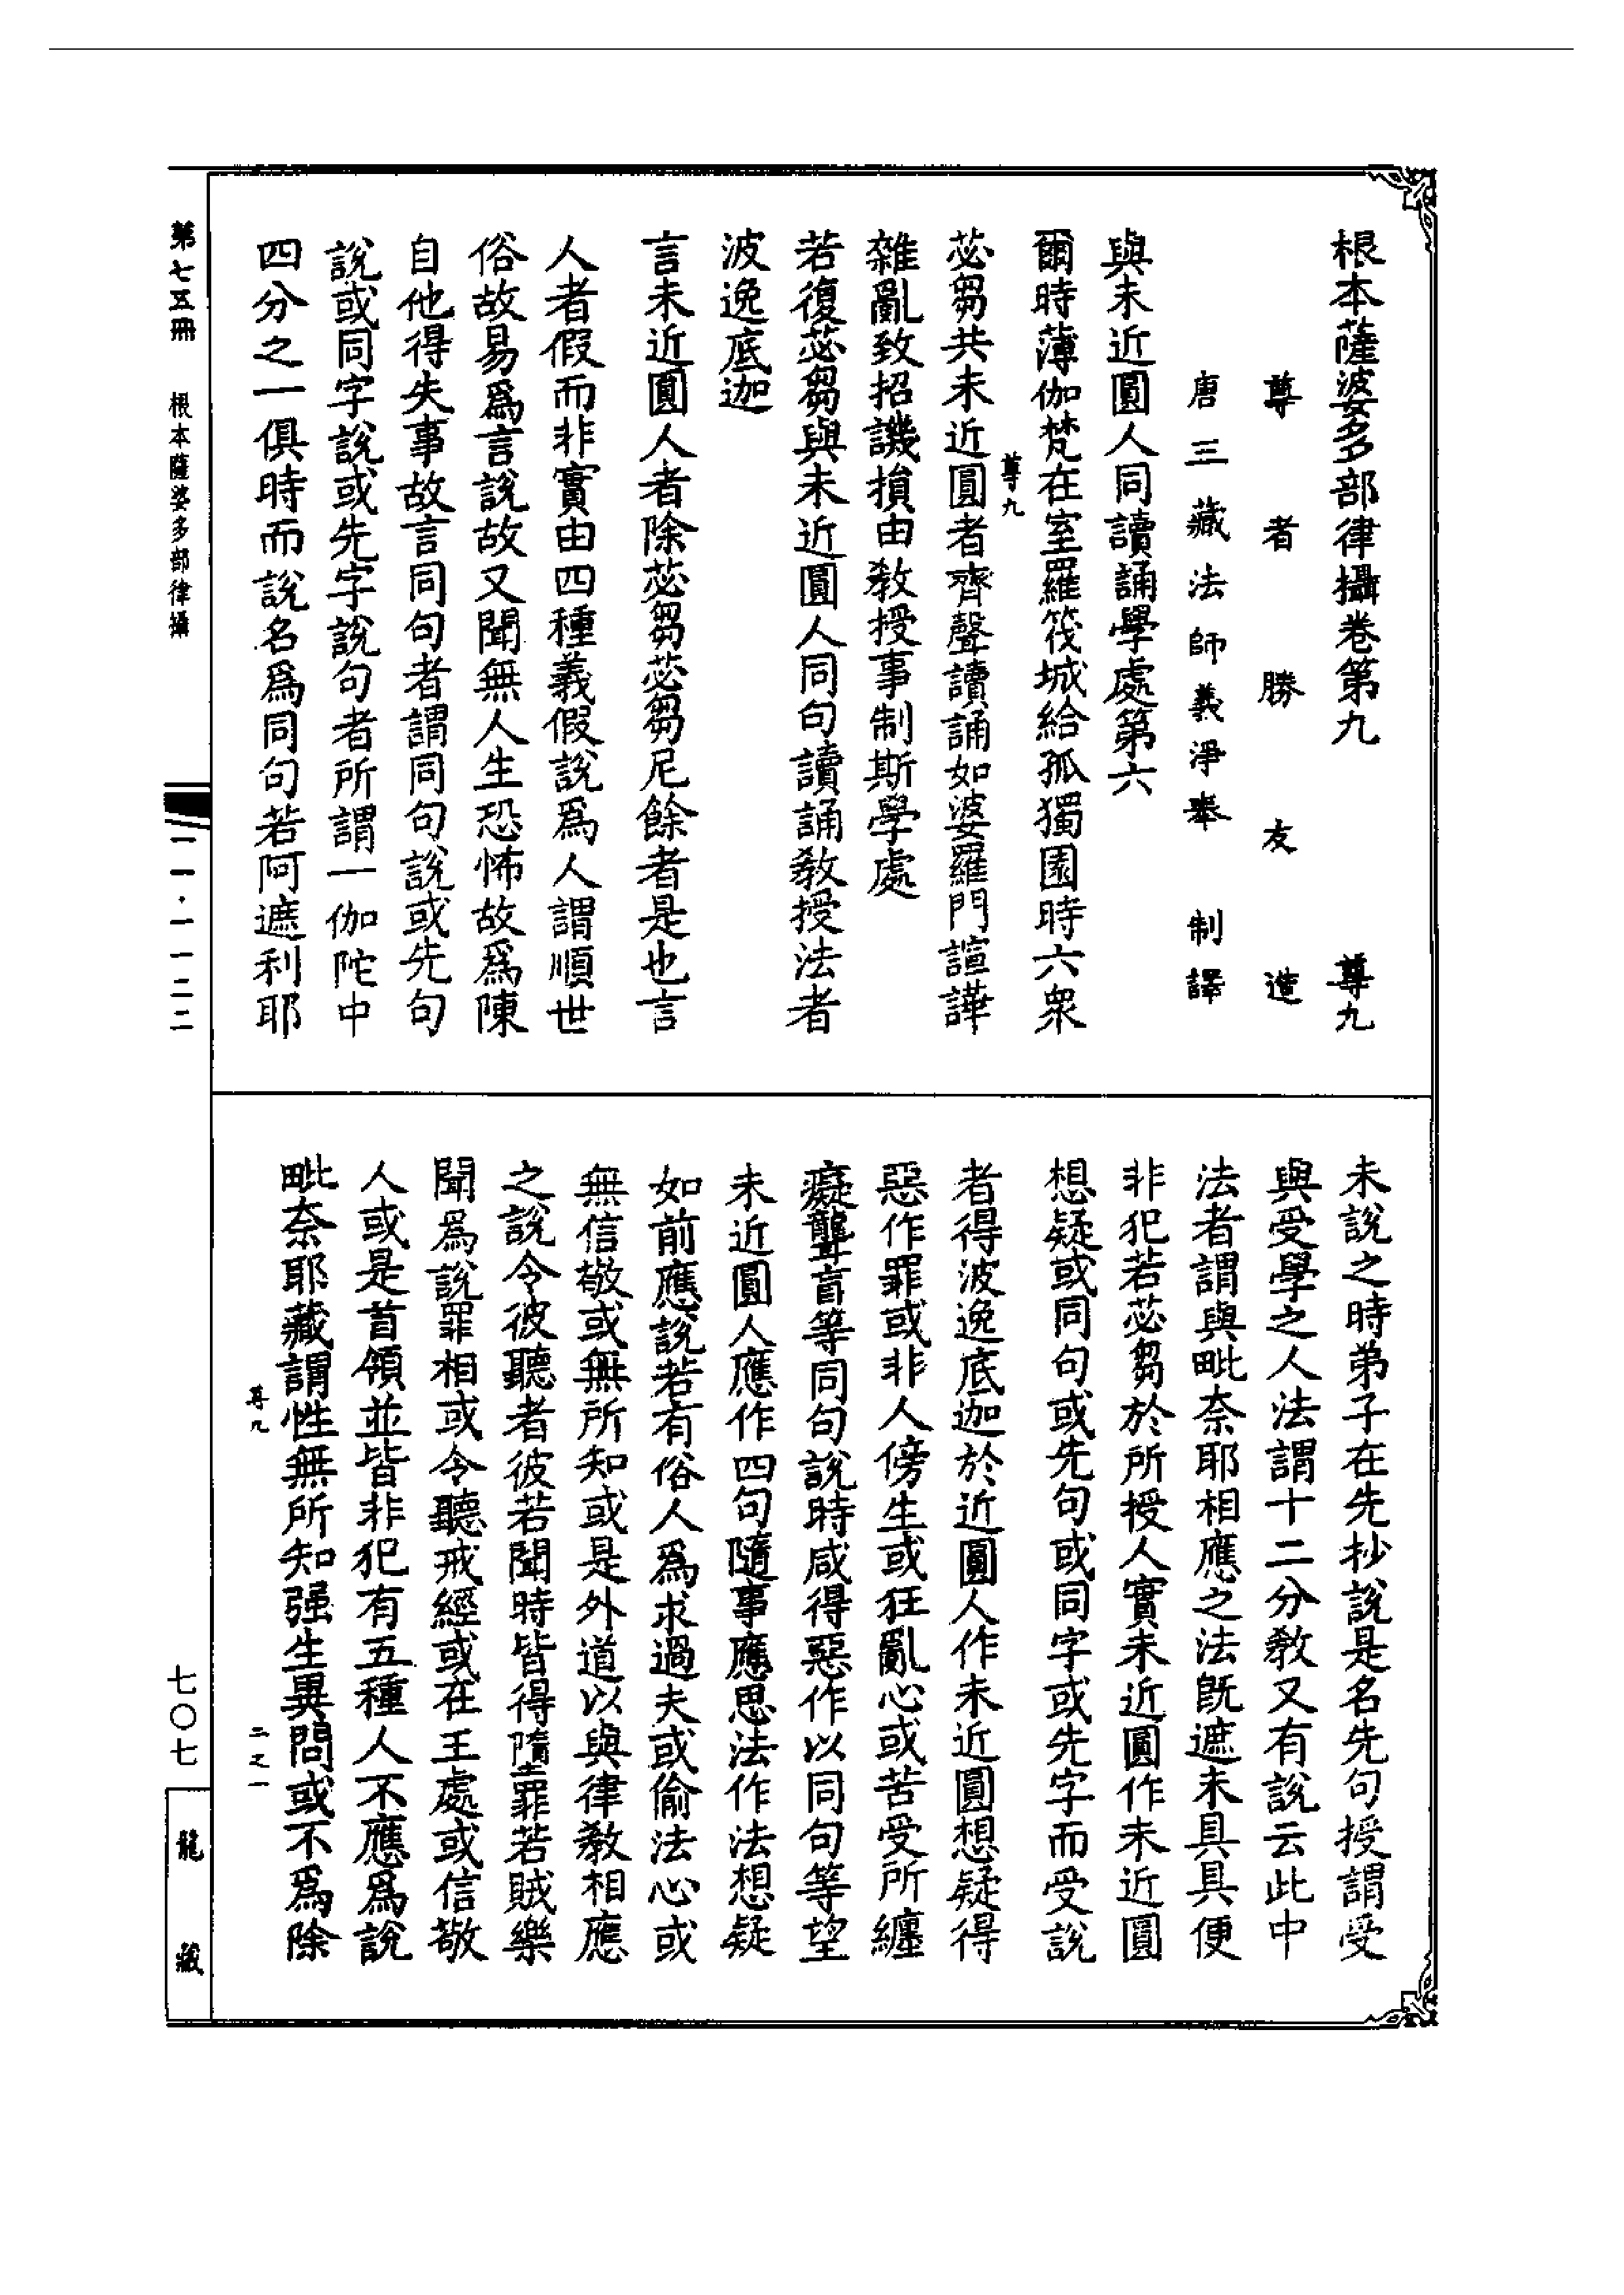 根本薩婆多部律攝卷第九　尊九
尊者勝友造
唐三藏法師義淨奉　制譯
與未近圓人同讀誦學處第六
爾時薄伽梵在室羅筏城給孤獨園時六眾
尊九
苾芻共未近圓者齊聲讀誦如婆羅門諠譁
雜亂致招譏損由教授事制斯學處
若復苾芻與未近圓人同句讀誦教授法者
波逸底迦
言未近圓人者除苾芻苾芻尼餘者是也言
人者假而非實由四種義假說為人謂順世
俗故易為言說故又聞無人生恐怖故為陳
自他得失事故言同句者謂同句說或先句
說或同字說或先字說句者所謂一伽陀中
四分之一俱時而說名為同句若阿遮利耶
未說之時弟子在先抄說是名先句授謂受
與受學之人法謂十二分教又有說云此中
法者謂與毗奈耶相應之法既遮未具具便
非犯若苾芻於所授人實未近圓作未近圓
想疑或同句或先句或同字或先字而受說
者得波逸底迦於近圓人作未近圓想疑得
惡作罪或非人傍生或狂亂心或苦受所纏
癡聾盲等同句說時咸得惡作以同句等望
未近圓人應作四句隨事應思法作法想疑
如前應說若有俗人為求過夫或偷法心或
無信敬或無所知或是外道以與律教相應
之說令彼聽者彼若聞時皆得墮罪若賊樂
聞為說罪相或令聽戒經或在王處或信敬
人或是首領並皆非犯有五種人不應為說
毗奈耶藏謂性無所知强生異問或不為除
尊九
二之一
第七五冊　根本薩婆多部律攝
一一·一一二二
七〇七
龍藏